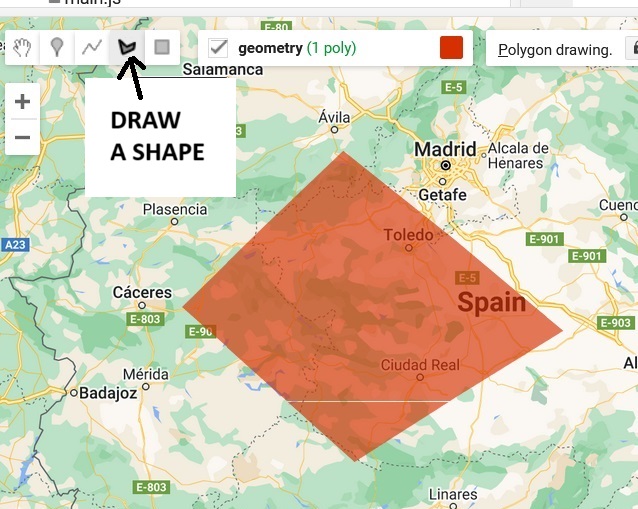 main.js
E-80
geometry (1 poly)
Polygon drawing.
Salamanca
E-5
DRAW
A SHAPE
Ávila
Madrid
Alcala de
Henares
Getafe
Plasencia
Toledo
E-901
A23
E-901
E-5
Cáceres
Spain
E-803
E-903
E-90
Ciudad Real
Mérida
Badajoz
E-803
Linares